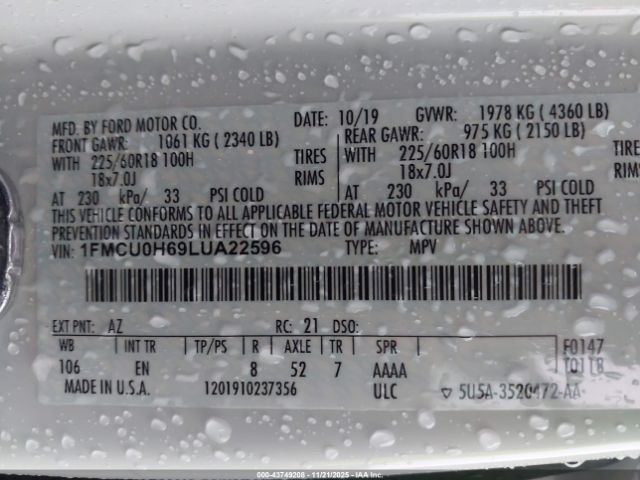 MFD. BY FORD MOTOR CO. DATE: 10/19 GVWR: 1978 KG ( 4360 LB)
FRONT GAWR: 1061 KG ( 2340 LB) REAR GAWR: 975 KG ( 2150 LB)
WITH 225/60R18 100H TIRES WITH 225/60R18 100H TIRES
18x7.0J RIMS 18x7.0J RIMS
AT 230 kPa/ 33 PSI COLD AT 230 kPa/ 33 PSI COLD
THIS VEHICLE CONFORMS TO ALL APPLICABLE FEDERAL MOTOR VEHICLE SAFETY AND THEFT
PREVENTION STANDARDS IN EFFECT ON THE DATE OF MANUFACTURE SHOWN ABOVE.
VIN: 1FMCU0H69LUA22596 TYPE: MPV
EXT PNT: AZ RC: 21 DSO:
WB INT TR TP/PS R AXLE TR SPR F0147
106 EN 8 52 7 AAAA T01LB
MADE IN U.S.A. 1201910237356 ULC ▽ 5U5A-3520472-AA
000-43749208 - 11/21/2025 - IAAI Inc.